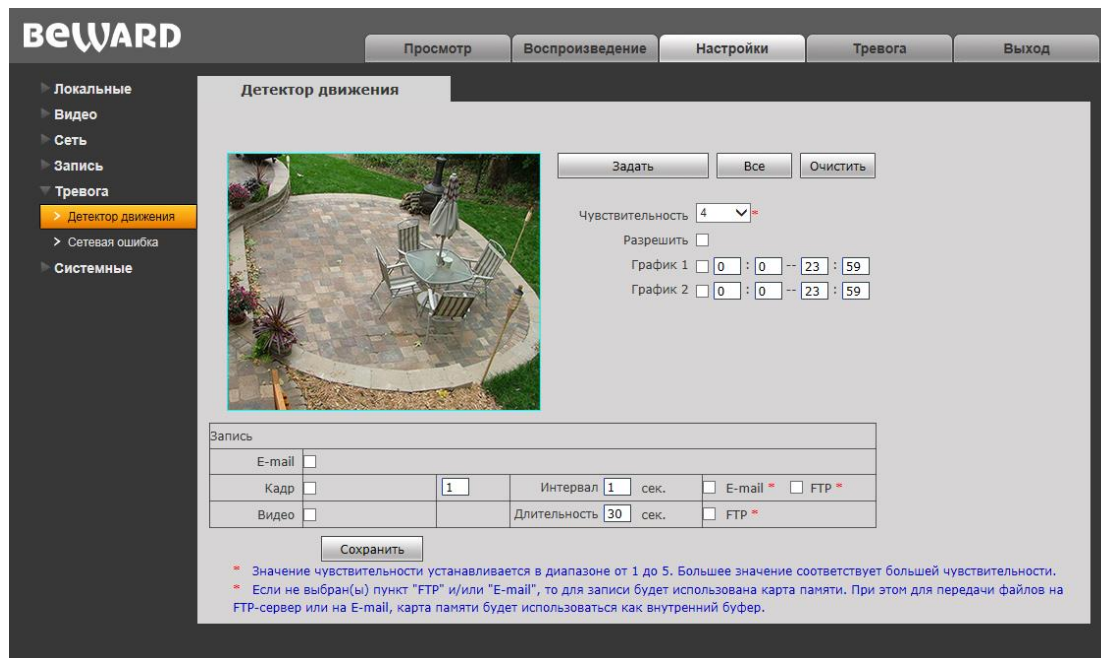 BEWARD
Просмотр Воспроизведение Настройки Тревога Выход
Локальные
Видео
Сеть
Запись
Тревога
> Детектор движения
> Сетевая ошибка
Системные
Детектор движения
Задать Все Очистить
Чувствительность 4 *
Разрешить
График 1 0 : 0 -- 23 : 59
График 2 0 : 0 -- 23 : 59
Запись
E-mail
Кадр 1 Интервал 1 сек. E-mail * FTP *
Видео Длительность 30 сек. FTP *
Сохранить
* Значение чувствительности устанавливается в диапазоне от 1 до 5. Большее значение соответствует большей чувствительности.
* Если не выбран(ы) пункт "FTP" и/или "E-mail", то для записи будет использована карта памяти. При этом для передачи файлов на
FTP-сервер или на E-mail, карта памяти будет использоваться как внутренний буфер.